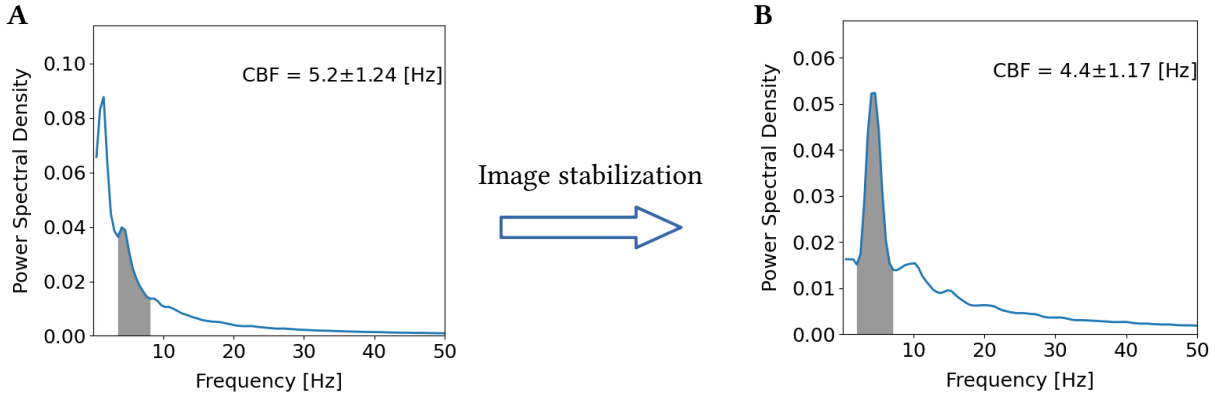 A
CBF = 5.2±1.24 [Hz]
Power Spectral Density
0.10
0.08
0.06
0.04
0.02
0.00
10
20
30
40
50
Frequency [Hz]
Image stabilization
B
CBF = 4.4±1.17 [Hz]
Power Spectral Density
0.06
0.05
0.04
0.03
0.02
0.01
0.00
10
20
30
40
50
Frequency [Hz]